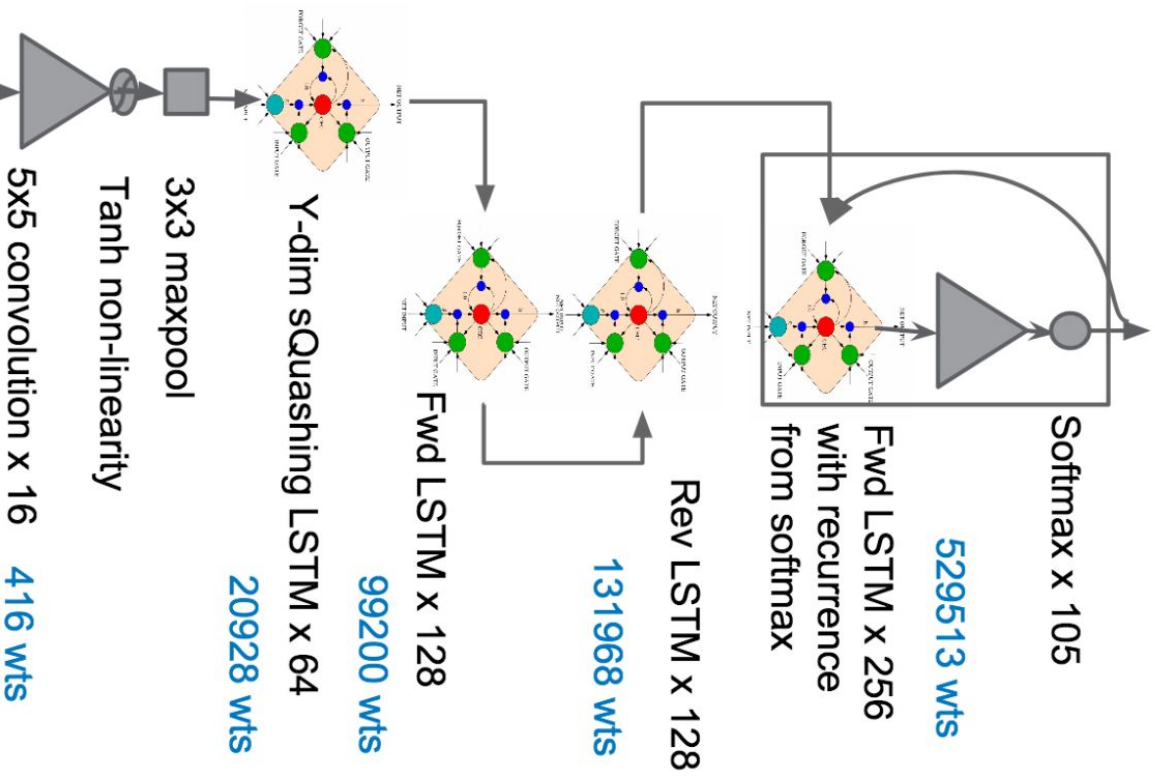 Softmax x 105
529513 wts
Fwd LSTM x 256
with recurrence
from softmax
Rev LSTM x 128
131968 wts
Fwd LSTM x 128
99200 wts
Y-dim sQuashing LSTM x 64
20928 wts
3x3 maxpool
Tanh non-linearity
5x5 convolution x 16 416 wts